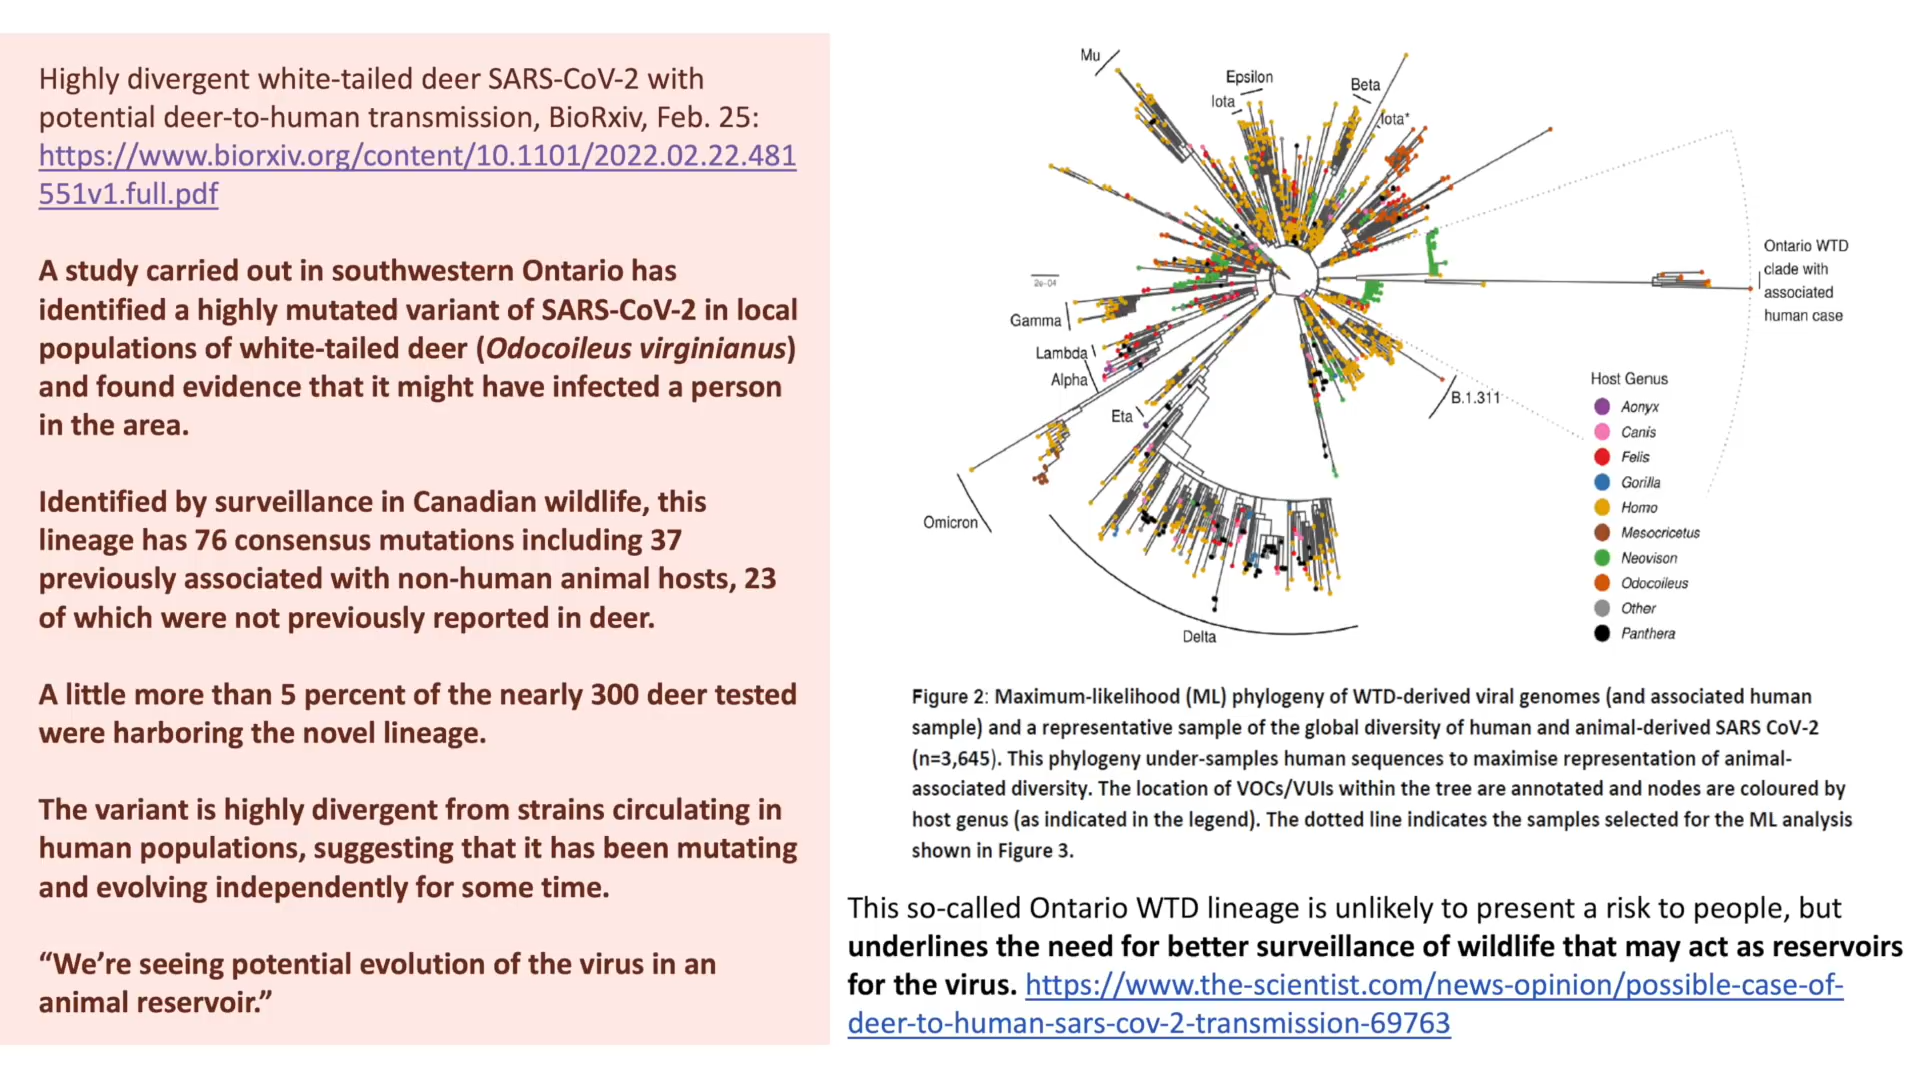 Highly divergent white-tailed deer SARS-CoV-2 with
potential deer-to-human transmission, BioRxiv, Feb. 25:
https://www.biorxiv.org/content/10.1101/2022.02.22.481
551v1.full.pdf
A study carried out in southwestern Ontario has
identified a highly mutated variant of SARS-CoV-2 in local
populations of white-tailed deer (Odocoileus virginianus)
and found evidence that it might have infected a person
in the area.
Identified by surveillance in Canadian wildlife, this
lineage has 76 consensus mutations including 37
previously associated with non-human animal hosts, 23
of which were not previously reported in deer.
A little more than 5 percent of the nearly 300 deer tested
were harboring the novel lineage.
The variant is highly divergent from strains circulating in
human populations, suggesting that it has been mutating
and evolving independently for some time.
“We’re seeing potential evolution of the virus in an
animal reservoir.”
Mu
Epsilon
Iota
Beta
Iota*
2e-04
Gamma
Lambda
Alpha
Eta
Omicron
Delta
B.1.311
Ontario WTD
clade with
associated
human case
Host Genus
Aonyx
Canis
Felis
Gorilla
Homo
Mesocricetus
Neovison
Odocoileus
Other
Panthera
Figure 2: Maximum-likelihood (ML) phylogeny of WTD-derived viral genomes (and associated human
sample) and a representative sample of the global diversity of human and animal-derived SARS CoV-2
(n=3,645). This phylogeny under-samples human sequences to maximise representation of animal-
associated diversity. The location of VOCs/VUIs within the tree are annotated and nodes are coloured by
host genus (as indicated in the legend). The dotted line indicates the samples selected for the ML analysis
shown in Figure 3.
This so-called Ontario WTD lineage is unlikely to present a risk to people, but
underlines the need for better surveillance of wildlife that may act as reservoirs
for the virus. https://www.the-scientist.com/news-opinion/possible-case-of-
deer-to-human-sars-cov-2-transmission-69763